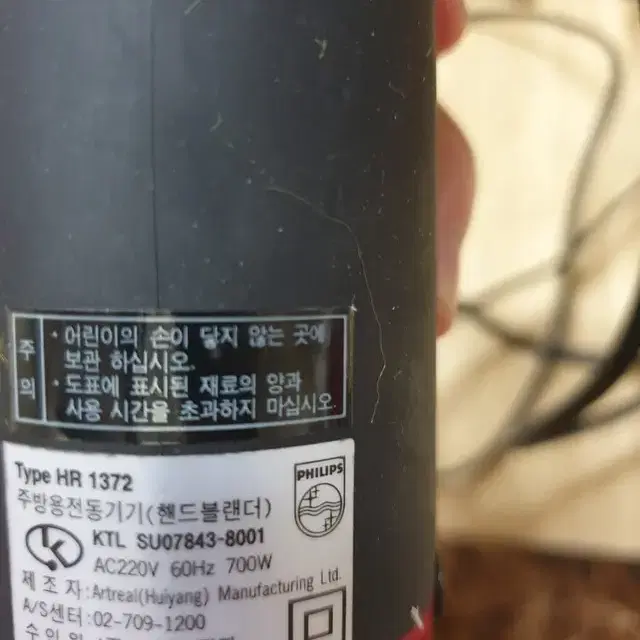 주의
· 어린이의 손이 닿지 않는 곳에
보관 하십시오.
· 도표에 표시된 재료의 양과
사용 시간을 초과하지 마십시오.
Type HR 1372
PHILIPS
주방용전동기기(핸드블랜더)
KTL SU07843-8001
AC220V 60Hz 700W
제 조 자:Artreal(Huiyang) Manufacturing Ltd.
A/S센터:02-709-1200
수 입 원